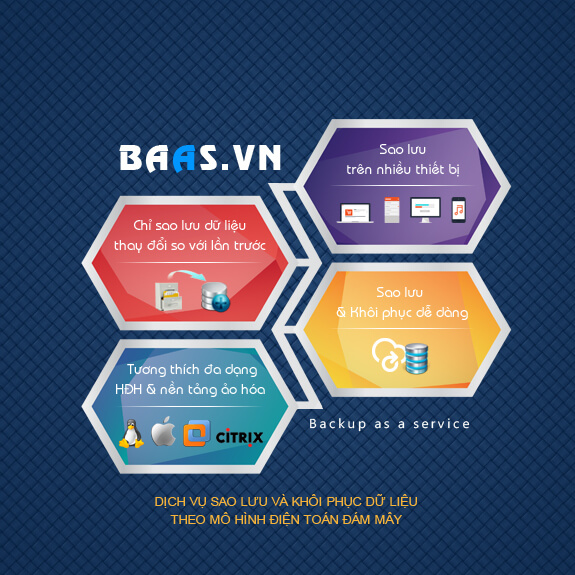 BAAS.VN
Sao lưu
trên nhiều thiết bị
Chỉ sao lưu dữ liệu
thay đổi so với lần trước
Sao lưu
& Khôi phục dễ dàng
Tương thích đa dạng
HĐH & nền tảng ảo hóa
CITRIX
Backup as a service
DỊCH VỤ SAO LƯU VÀ KHÔI PHỤC DỮ LIỆU
THEO MÔ HÌNH ĐIỆN TOÁN ĐÁM MÂY